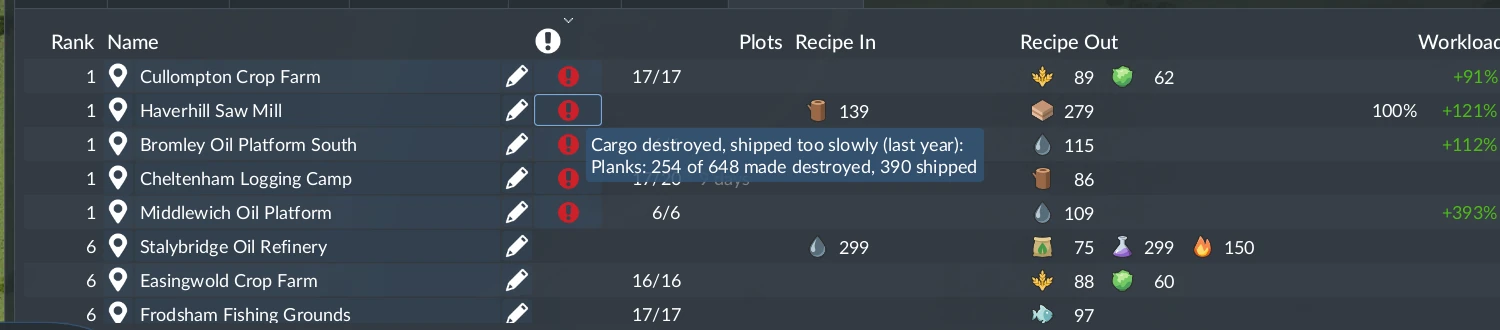 Rank Name Plots Recipe In Recipe Out Workload
1 Cullompton Crop Farm 17/17 89 62 +91%
1 Haverhill Saw Mill 139 279 100% +121%
1 Bromley Oil Platform South 115 +112%
Cargo destroyed, shipped too slowly (last year):
Planks: 254 of 648 made destroyed, 390 shipped
1 Cheltenham Logging Camp 17/20 9 days 86
1 Middlewich Oil Platform 6/6 109 +393%
6 Stalybridge Oil Refinery 299 75 299 150
6 Easingwold Crop Farm 16/16 88 60
6 Frodsham Fishing Grounds 17/17 97